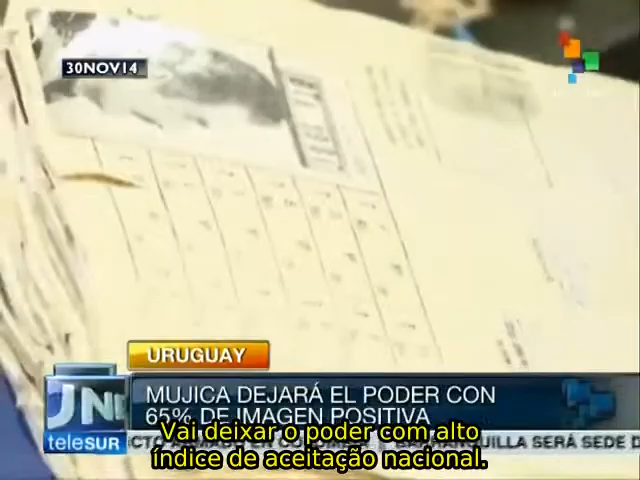 30NOV14
URUGUAY
MUJICA DEJARÁ EL PODER CON
65% DE IMAGEN POSITIVA
teleSUR
SERÁ SEDE D
Vai deixar o poder com alto
índice de aceitação nacional.